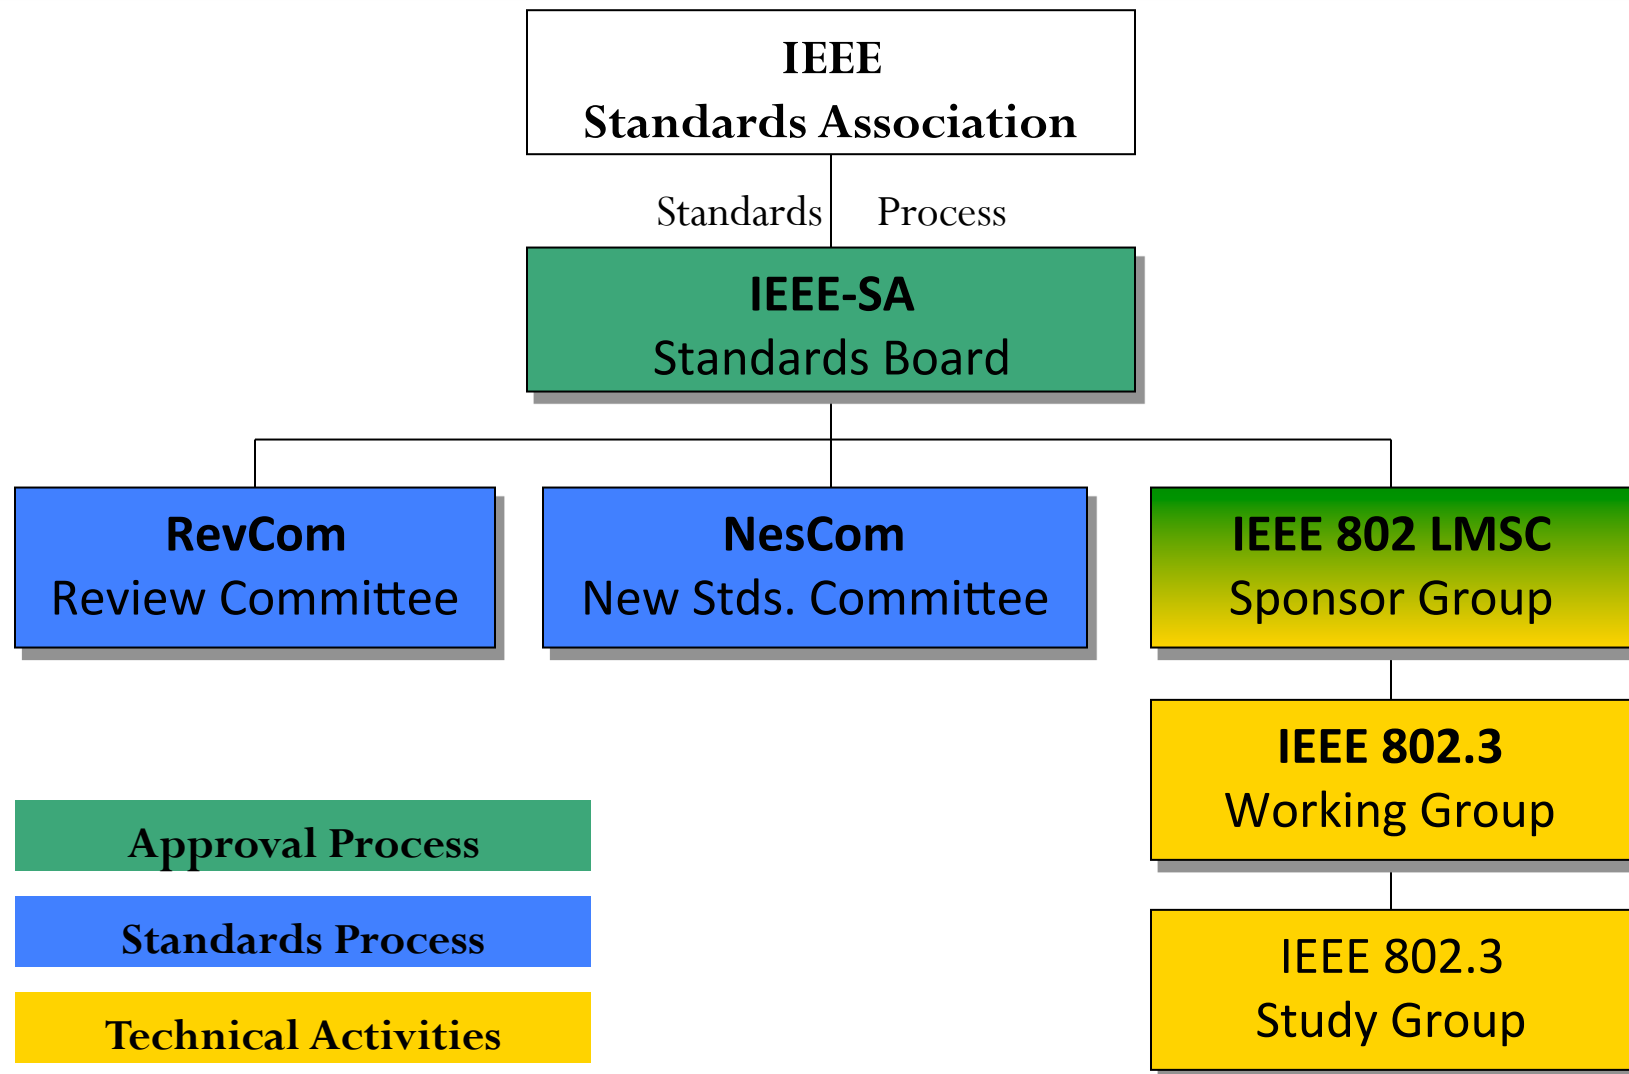 IEEE
Standards Association
Standards Process
IEEE-SA
Standards Board
RevCom
Review Committee
NesCom
New Stds. Committee
IEEE 802 LMSC
Sponsor Group
IEEE 802.3
Working Group
IEEE 802.3
Study Group
Approval Process
Standards Process
Technical Activities